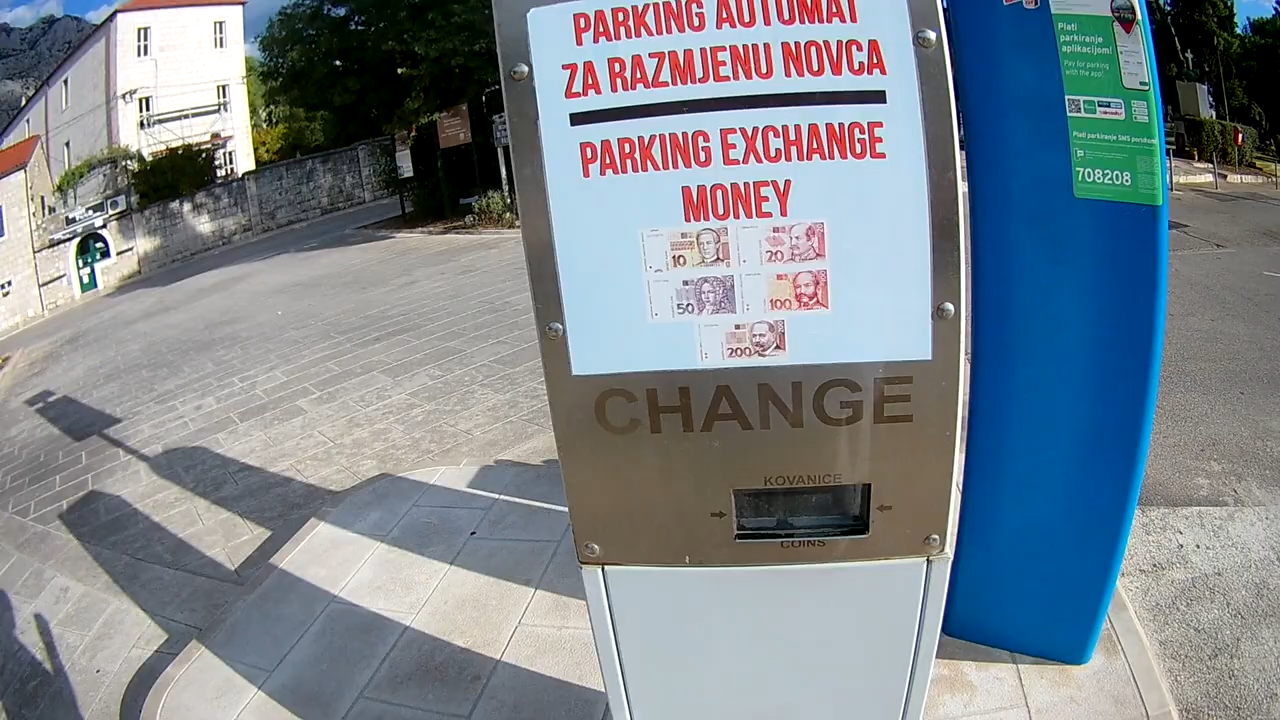 PARKING AUTOMAT
ZA RAZMJENU NOVCA
PARKING EXCHANGE
MONEY
10
20
50
100
200
CHANGE
KOVANICE
COINS
Plati
parkiranje
aplikacijom!
Pay for parking
with the app!
Plati parkiranje SMS porukom
708208